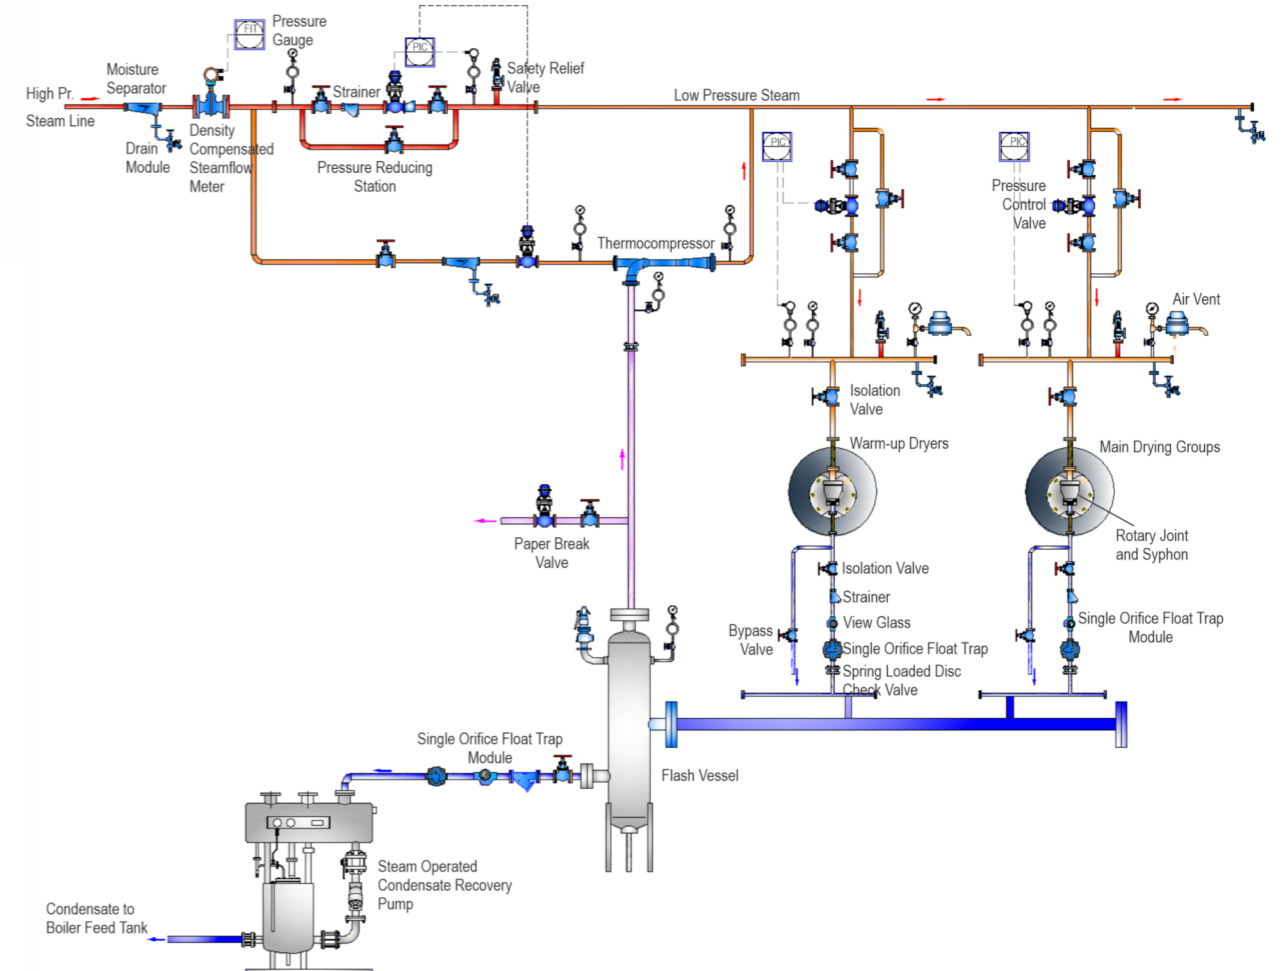 FIT
Pressure
Gauge
PIC
Moisture
Separator
High Pr.
Steam Line
Strainer
Safety Relief
Valve
Low Pressure Steam
Drain
Module
Density
Compensated
Steamflow
Meter
Pressure Reducing
Station
PIC
PIC
Pressure
Control
Valve
Thermocompressor
Air Vent
Isolation
Valve
Warm-up Dryers
Main Drying Groups
Rotary Joint
and Syphon
Paper Break
Valve
Isolation Valve
Strainer
View Glass
Bypass
Valve
Single Orifice Float Trap
Spring Loaded Disc
Check Valve
Single Orifice Float Trap
Module
Single Orifice Float Trap
Module
Flash Vessel
Steam Operated
Condensate Recovery
Pump
Condensate to
Boiler Feed Tank